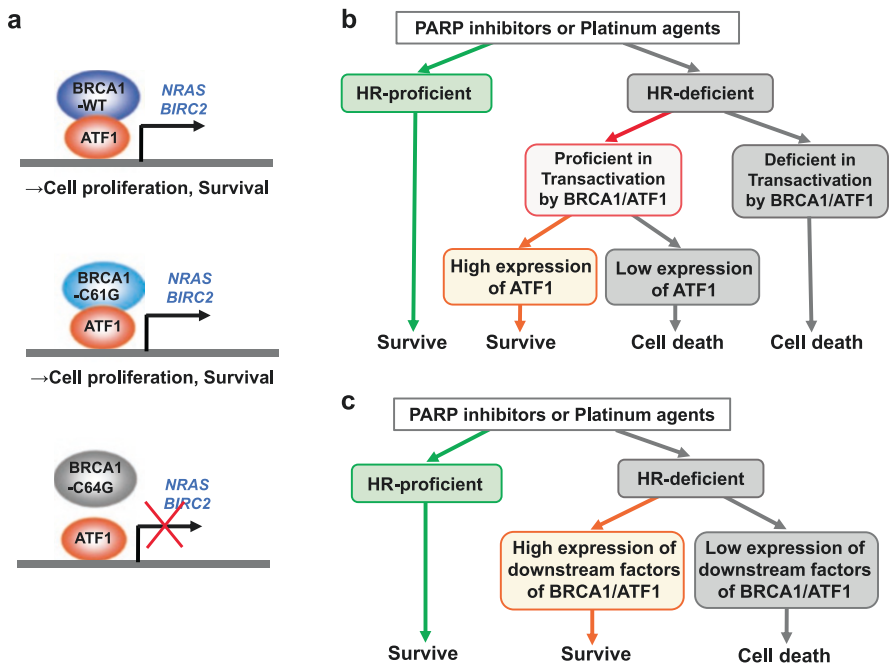 a
BRCA1
-WT
ATF1
NRAS
BIRC2
→Cell proliferation, Survival
BRCA1
-C61G
ATF1
NRAS
BIRC2
→Cell proliferation, Survival
BRCA1
-C64G
ATF1
NRAS
BIRC2
b
PARP inhibitors or Platinum agents
HR-proficient
HR-deficient
Proficient in
Transactivation
by BRCA1/ATF1
Deficient in
Transactivation
by BRCA1/ATF1
High expression
of ATF1
Low expression
of ATF1
Survive
Survive
Cell death
Cell death
c
PARP inhibitors or Platinum agents
HR-proficient
HR-deficient
High expression of
downstream factors
of BRCA1/ATF1
Low expression of
downstream factors
of BRCA1/ATF1
Survive
Survive
Cell death